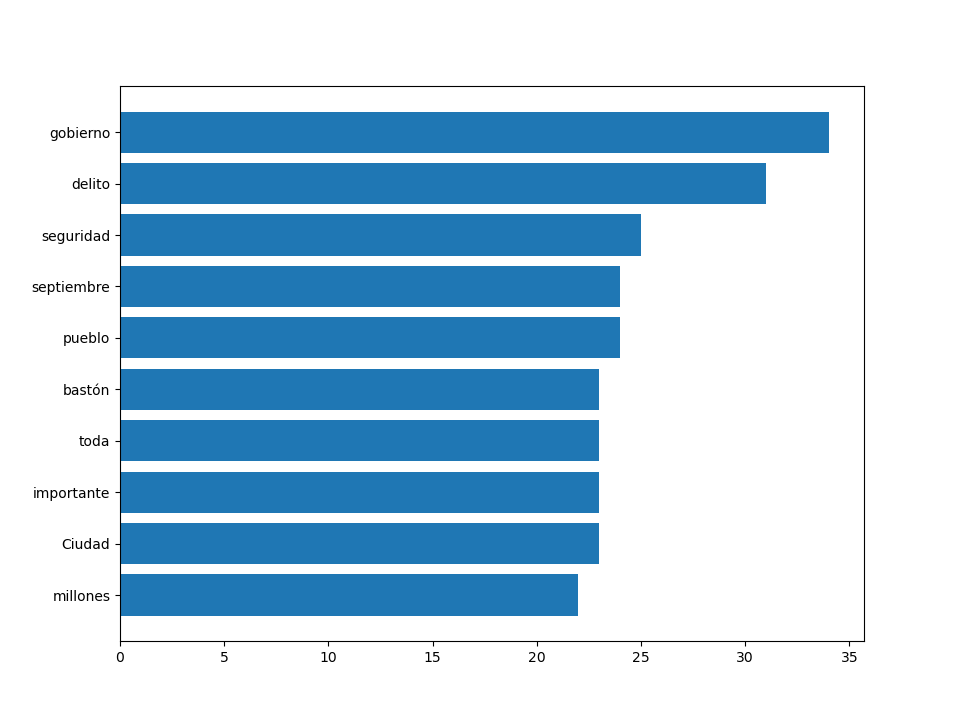 gobierno
delito
seguridad
septiembre
pueblo
bastón
toda
importante
Ciudad
millones
0 5 10 15 20 25 30 35